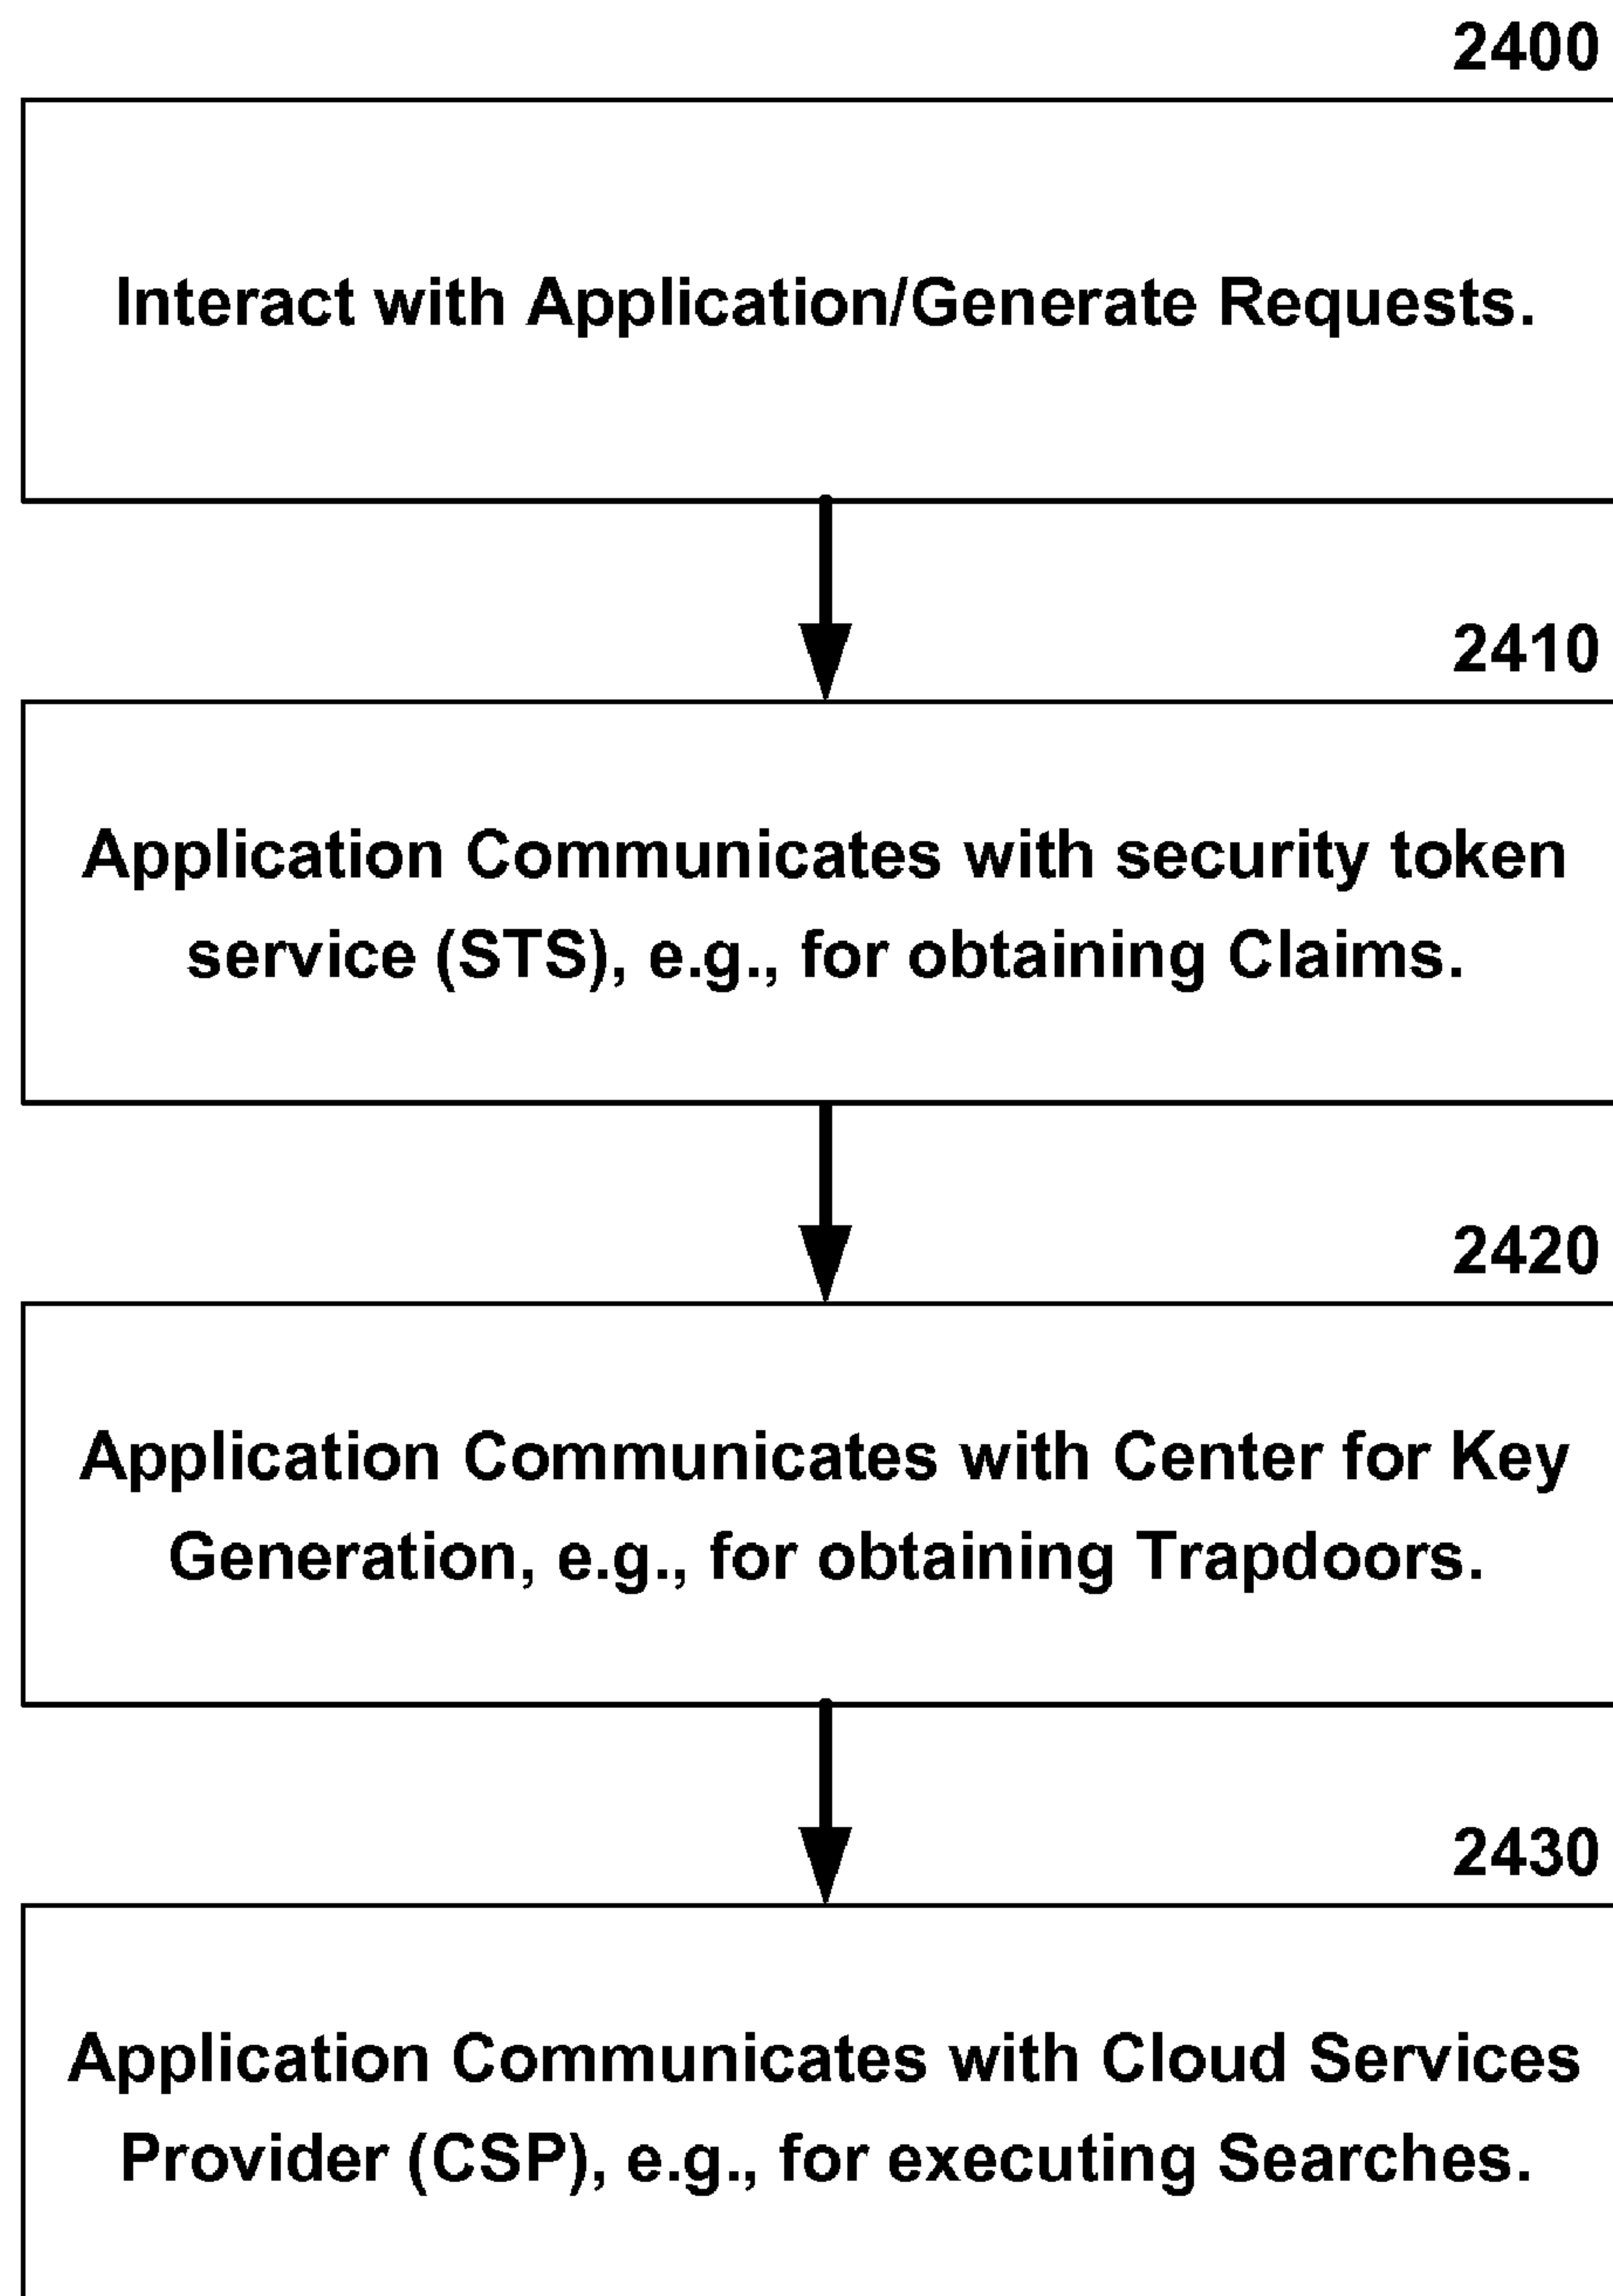 2400
Interact with Application/Generate Requests.
2410
Application Communicates with security token
service (STS), e.g., for obtaining Claims.
2420
Application Communicates with Center for Key
Generation, e.g., for obtaining Trapdoors.
2430
Application Communicates with Cloud Services
Provider (CSP), e.g., for executing Searches.